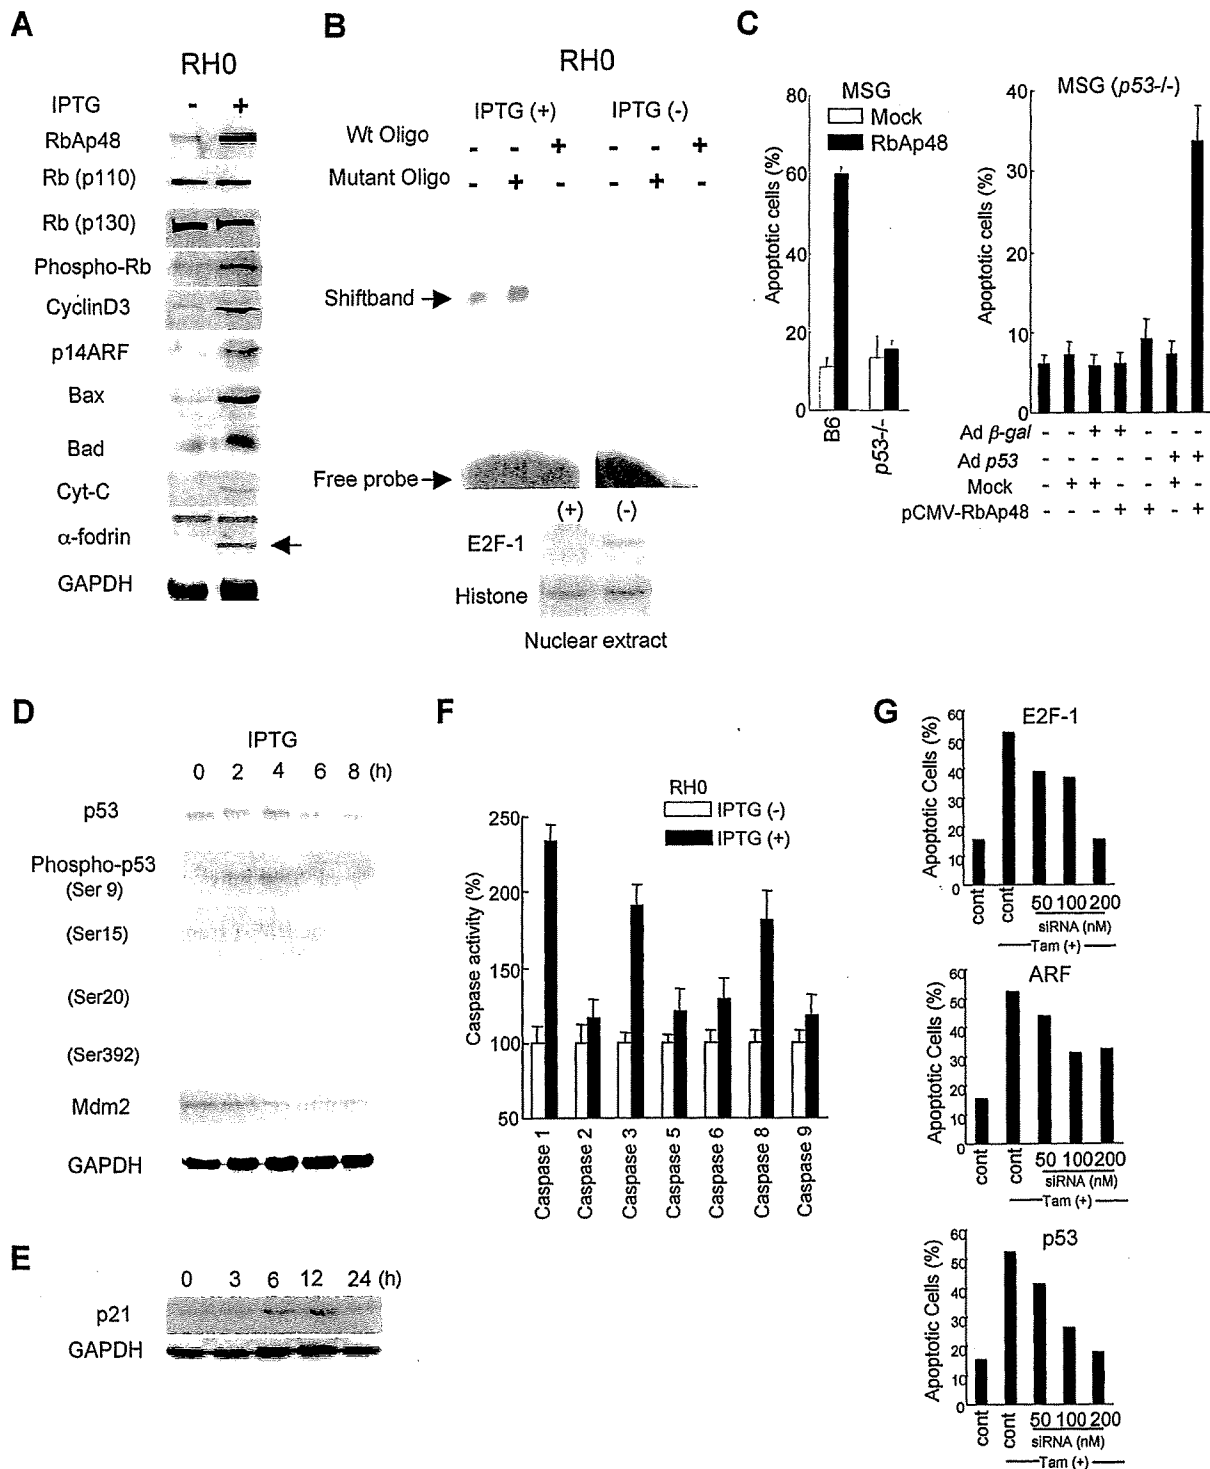 A
RH0
IPTG - +
RbAp48
Rb (p110)
Rb (p130)
Phospho-Rb
CyclinD3
p14ARF
Bax
Bad
Cyt-C
α-fodrin
GAPDH
B
RH0
IPTG (+) IPTG (-)
Wt Oligo - - + - - +
Mutant Oligo - + - - + -
Shiftband
Free probe
(+) (-)
E2F-1
Histone
Nuclear extract
C
MSG
Mock
RbAp48
Apoptotic cells (%)
80
60
40
20
0
B6
p53-/-
MSG (p53-/-)
Apoptotic cells (%)
40
30
20
10
0
Ad β-gal - - + + - - -
Ad p53 - - - - - + +
Mock - + + - - + -
pCMV-RbAp48 - - - + + - +
D
IPTG
0 2 4 6 8 (h)
p53
Phospho-p53
(Ser 9)
(Ser15)
(Ser20)
(Ser392)
Mdm2
GAPDH
E
0 3 6 12 24 (h)
p21
GAPDH
F
RH0
IPTG (-)
IPTG (+)
Caspase activity (%)
250
200
150
100
50
Caspase 1
Caspase 2
Caspase 3
Caspase 5
Caspase 6
Caspase 8
Caspase 9
G
E2F-1
Apoptotic Cells (%)
60
50
40
30
20
10
0
cont
cont
50 100 200
siRNA (nM)
Tam (+)
ARF
Apoptotic Cells (%)
60
50
40
30
20
10
0
cont
cont
50 100 200
siRNA (nM)
Tam (+)
p53
Apoptotic Cells (%)
60
50
40
30
20
10
0
cont
cont
50 100 200
siRNA (nM)
Tam (+)